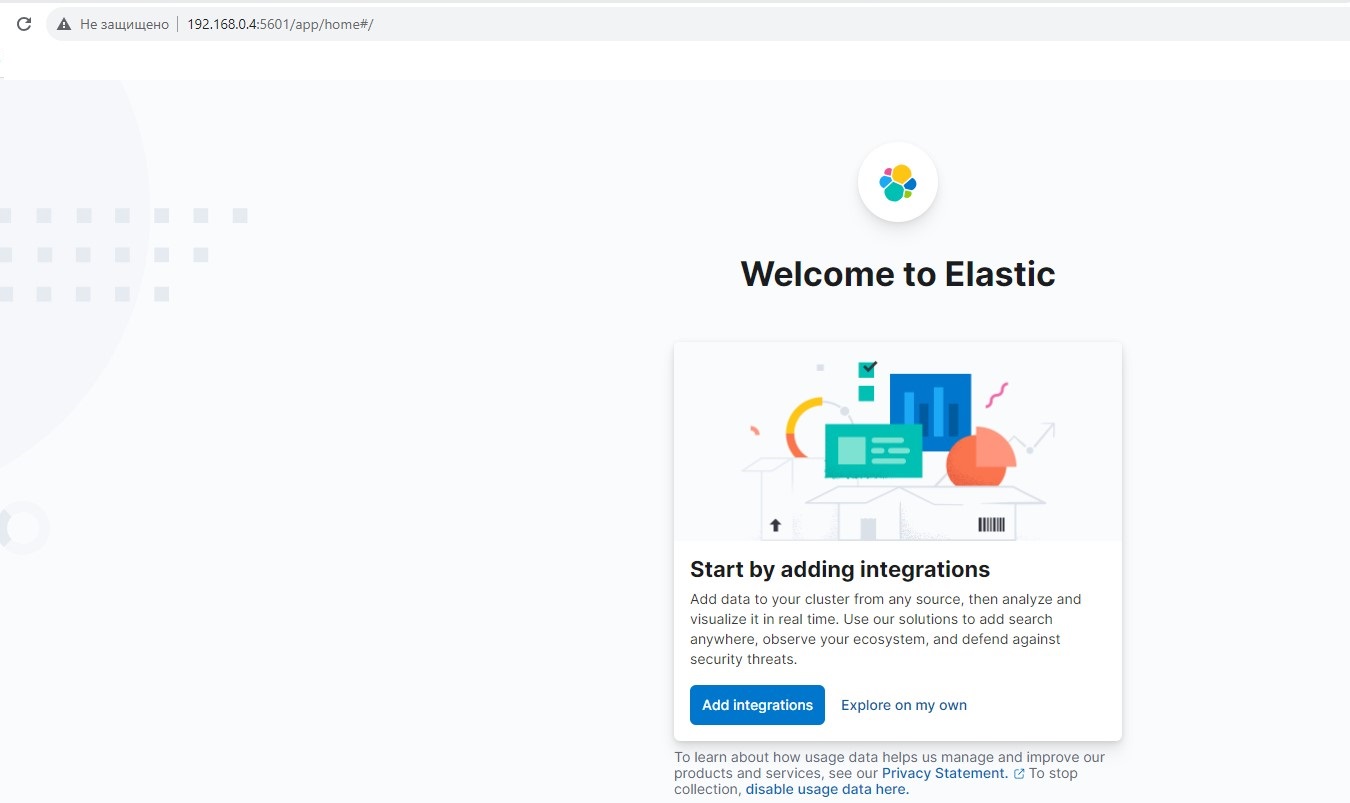 Не защищено 192.168.0.4:5601/app/home#/
Welcome to Elastic
Start by adding integrations
Add data to your cluster from any source, then analyze and
visualize it in real time. Use our solutions to add search
anywhere, observe your ecosystem, and defend against
security threats.
Add integrations Explore on my own
To learn about how usage data helps us manage and improve our
products and services, see our Privacy Statement. To stop
collection, disable usage data here.